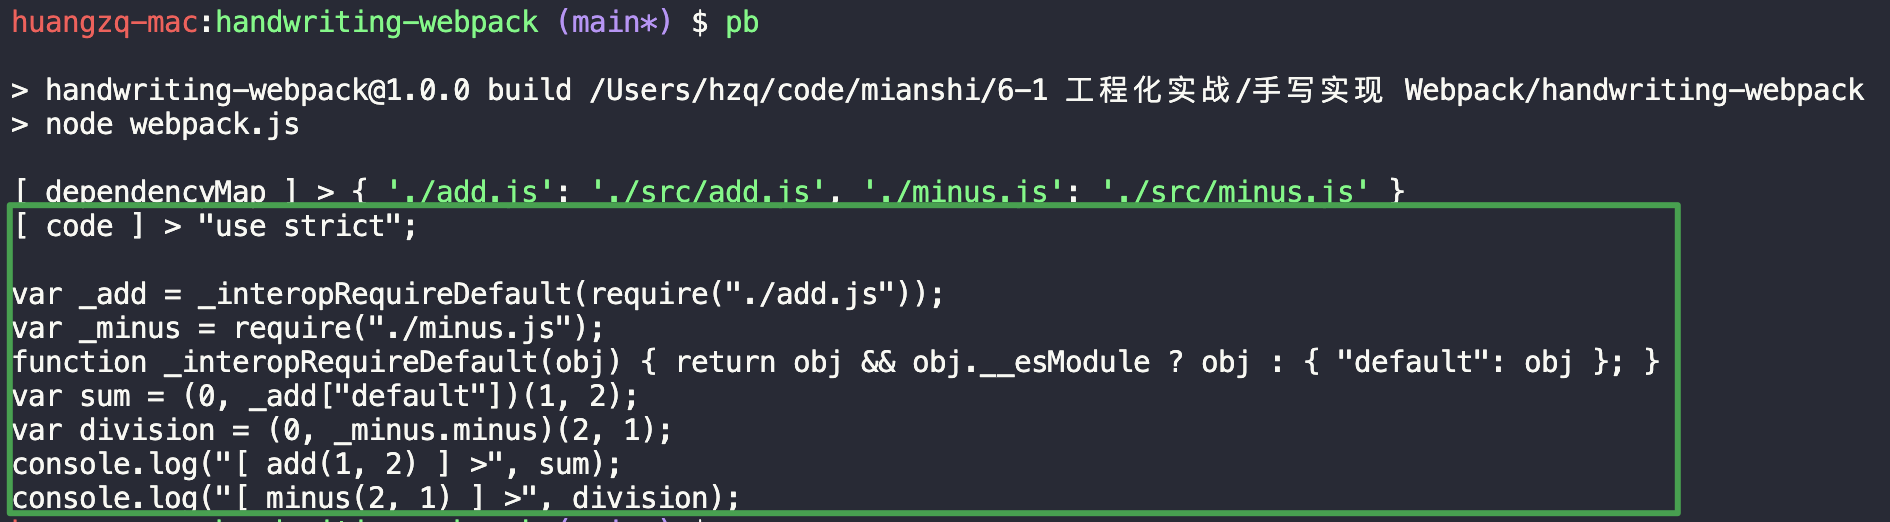 huangzq-mac:handwriting-webpack (main*) $ pb
> handwriting-webpack@1.0.0 build /Users/hzq/code/mianshi/6-1 工程化实战/手写实现 Webpack/handwriting-webpack
> node webpack.js
[ dependencyMap ] > { './add.js': './src/add.js', './minus.js': './src/minus.js' }
[ code ] > "use strict";
var _add = _interopRequireDefault(require("./add.js"));
var _minus = require("./minus.js");
function _interopRequireDefault(obj) { return obj && obj.__esModule ? obj : { "default": obj }; }
var sum = (0, _add["default"])(1, 2);
var division = (0, _minus.minus)(2, 1);
console.log("[ add(1, 2) ] >", sum);
console.log("[ minus(2, 1) ] >", division);